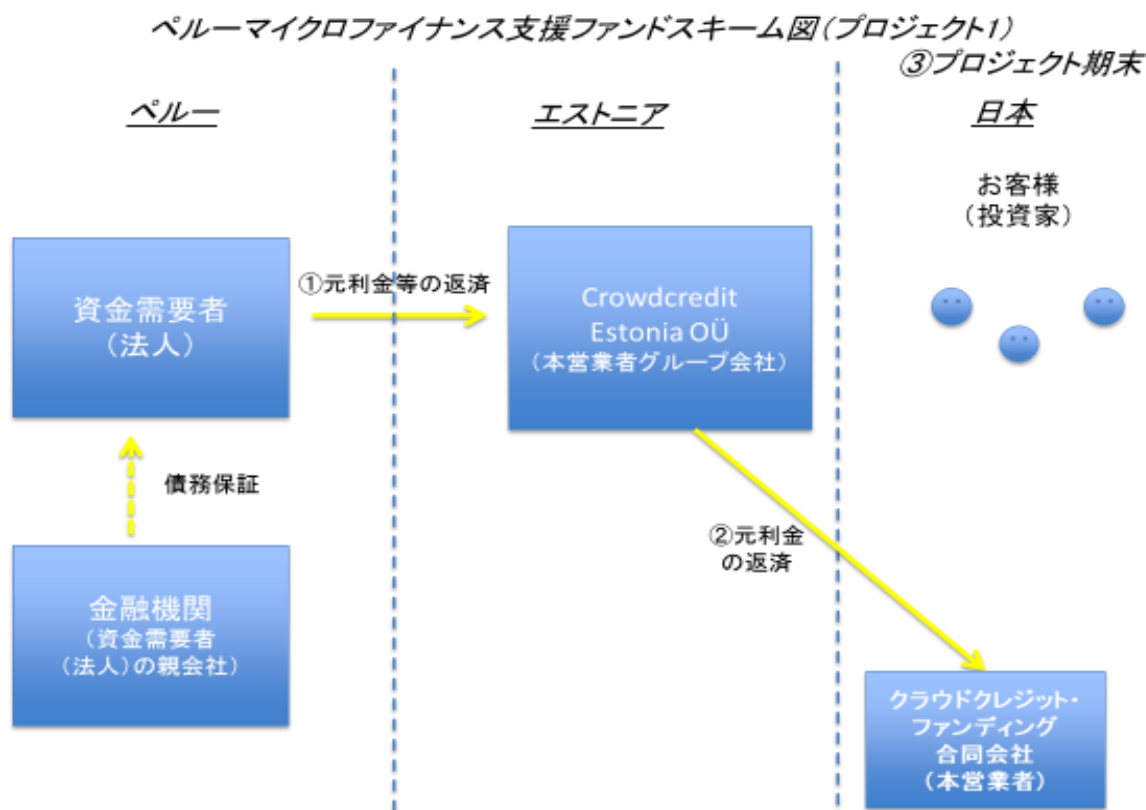 ペルーマイクロファイナンス支援ファンドスキーム図(プロジェクト1)
③プロジェクト期末
ペルー
エストニア
日本
お客様
(投資家)
資金需要者
(法人)
①元利金等の返済
Crowdcredit
Estonia OÜ
(本営業者グループ会社)
債務保証
②元利金
の返済
金融機関
(資金需要者
(法人)の親会社)
クラウドクレジット・
ファンディング
合同会社
(本営業者)